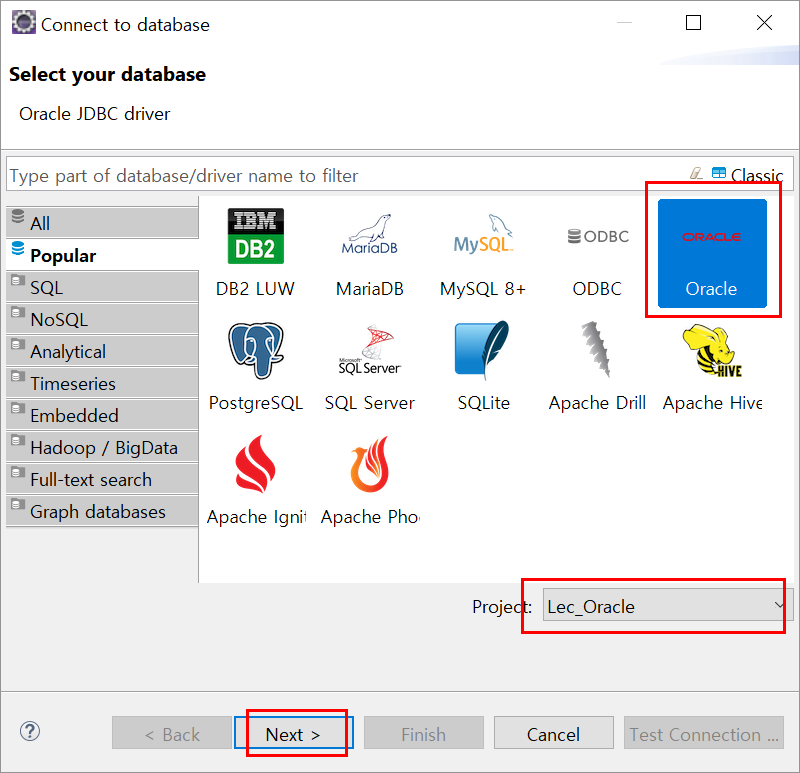 Connect to database
Select your database
Oracle JDBC driver
Type part of database/driver name to filter
Classic
All
Popular
SQL
NoSQL
Analytical
Timeseries
Embedded
Hadoop / BigData
Full-text search
Graph databases
IBM
DB2
MariaDB
MySQL
ODBC
ORACLE
DB2 LUW
MariaDB
MySQL 8+
ODBC
Oracle
Microsoft
SQL Server
HIVE
PostgreSQL
SQL Server
SQLite
Apache Drill
Apache Hive
Apache Ignit
Apache Pho
Project:
Lec_Oracle
?
< Back
Next >
Finish
Cancel
Test Connection ...